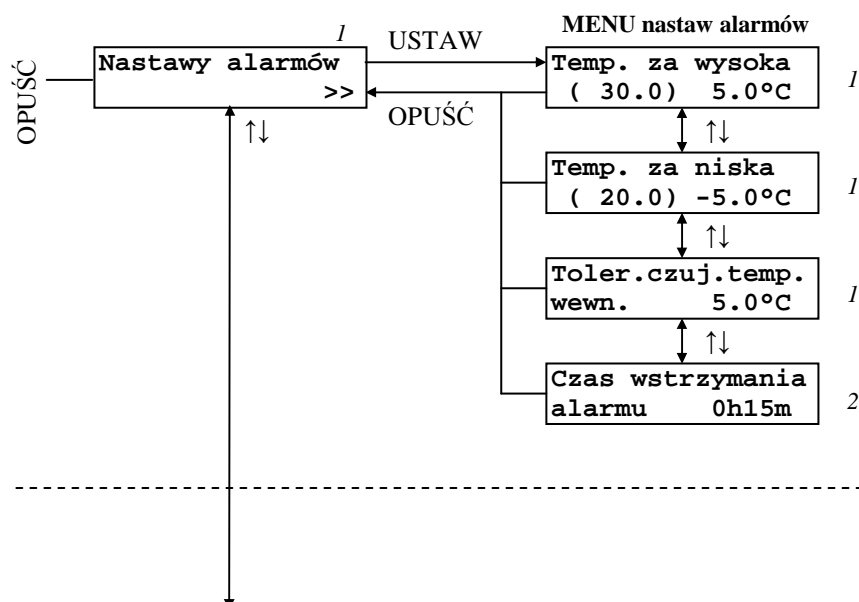 MENU nastaw alarmów
OPUŚĆ
1
Nastawy alarmów
>>
USTAW
OPUŚĆ
↑↓
Temp. za wysoka
( 30.0) 5.0°C
1
↑↓
Temp. za niska
( 20.0) -5.0°C
1
↑↓
Toler.czuj.temp.
wewn. 5.0°C
1
↑↓
Czas wstrzymania
alarmu 0h15m
2